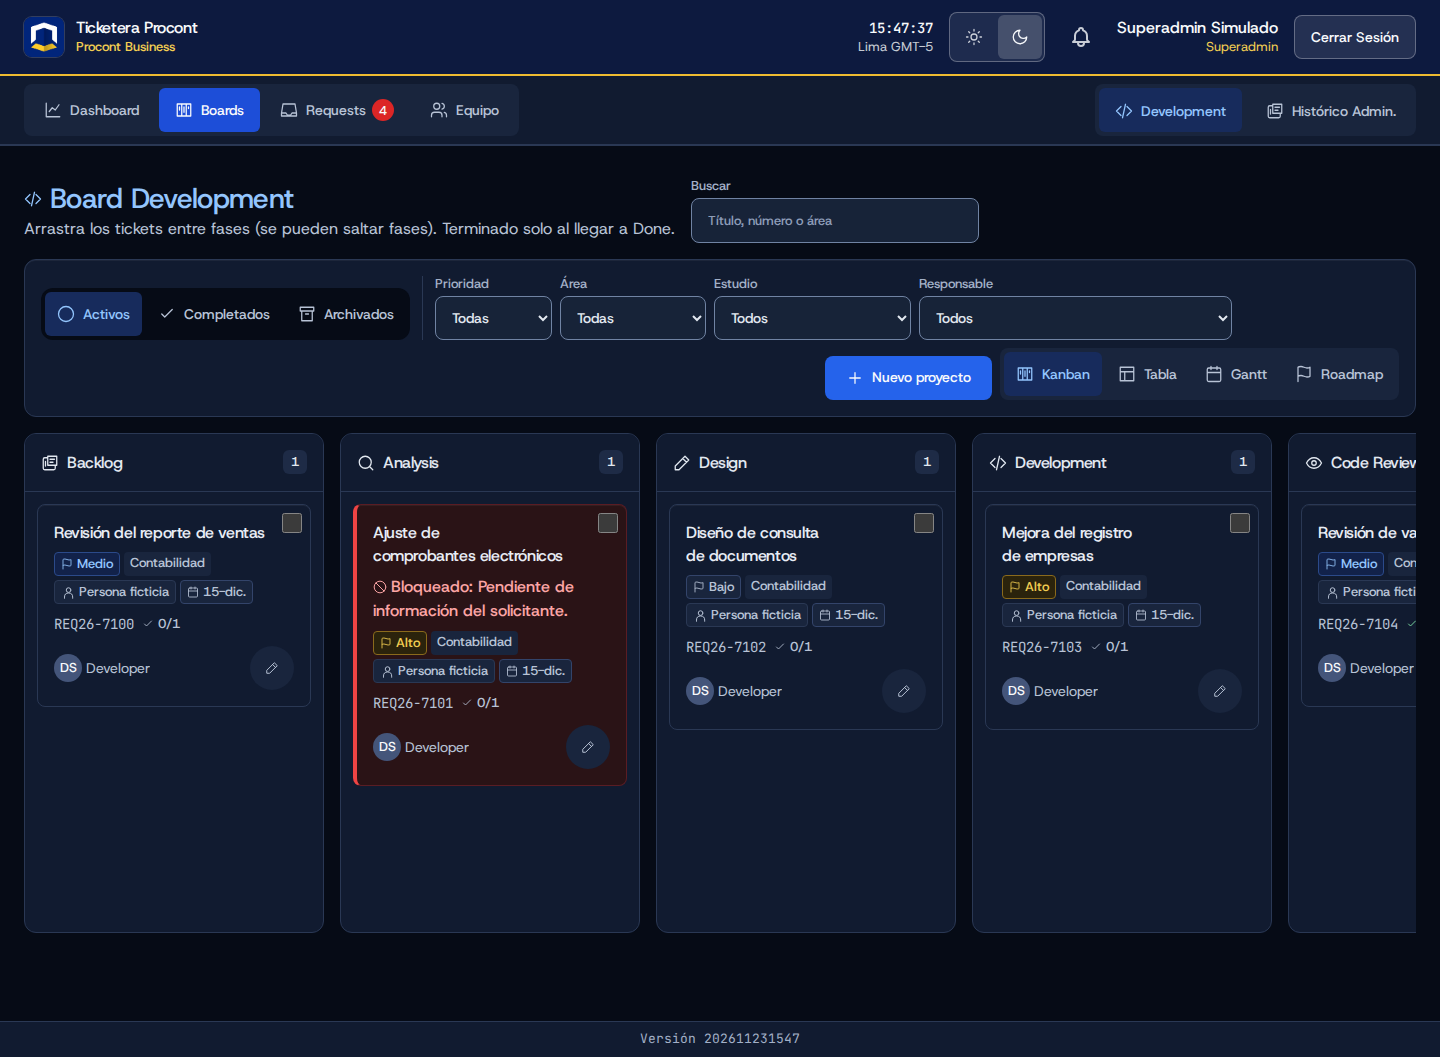 Ticketera Procont
Procont Business
15:47:37
Lima GMT-5
Superadmin Simulado
Superadmin
Cerrar Sesión
Dashboard
Boards
Requests 4
Equipo
Development
Histórico Admin.
Board Development
Arrastra los tickets entre fases (se pueden saltar fases). Terminado solo al llegar a Done.
Buscar
Título, número o área
Activos
Completados
Archivados
Prioridad
Todas
Área
Todas
Estudio
Todos
Responsable
Todos
Nuevo proyecto
Kanban
Tabla
Gantt
Roadmap
Backlog 1
Revisión del reporte de ventas
Medio Contabilidad
Persona ficticia 15-dic.
REQ26-7100 0/1
DS Developer
Analysis 1
Ajuste de
comprobantes electrónicos
Bloqueado: Pendiente de
información del solicitante.
Alto Contabilidad
Persona ficticia 15-dic.
REQ26-7101 0/1
DS Developer
Design 1
Diseño de consulta
de documentos
Bajo Contabilidad
Persona ficticia 15-dic.
REQ26-7102 0/1
DS Developer
Development 1
Mejora del registro
de empresas
Alto Contabilidad
Persona ficticia 15-dic.
REQ26-7103 0/1
DS Developer
Code Review
Revisión de va
Medio Con
Persona ficti
REQ26-7104
DS Developer
Versión 202611231547